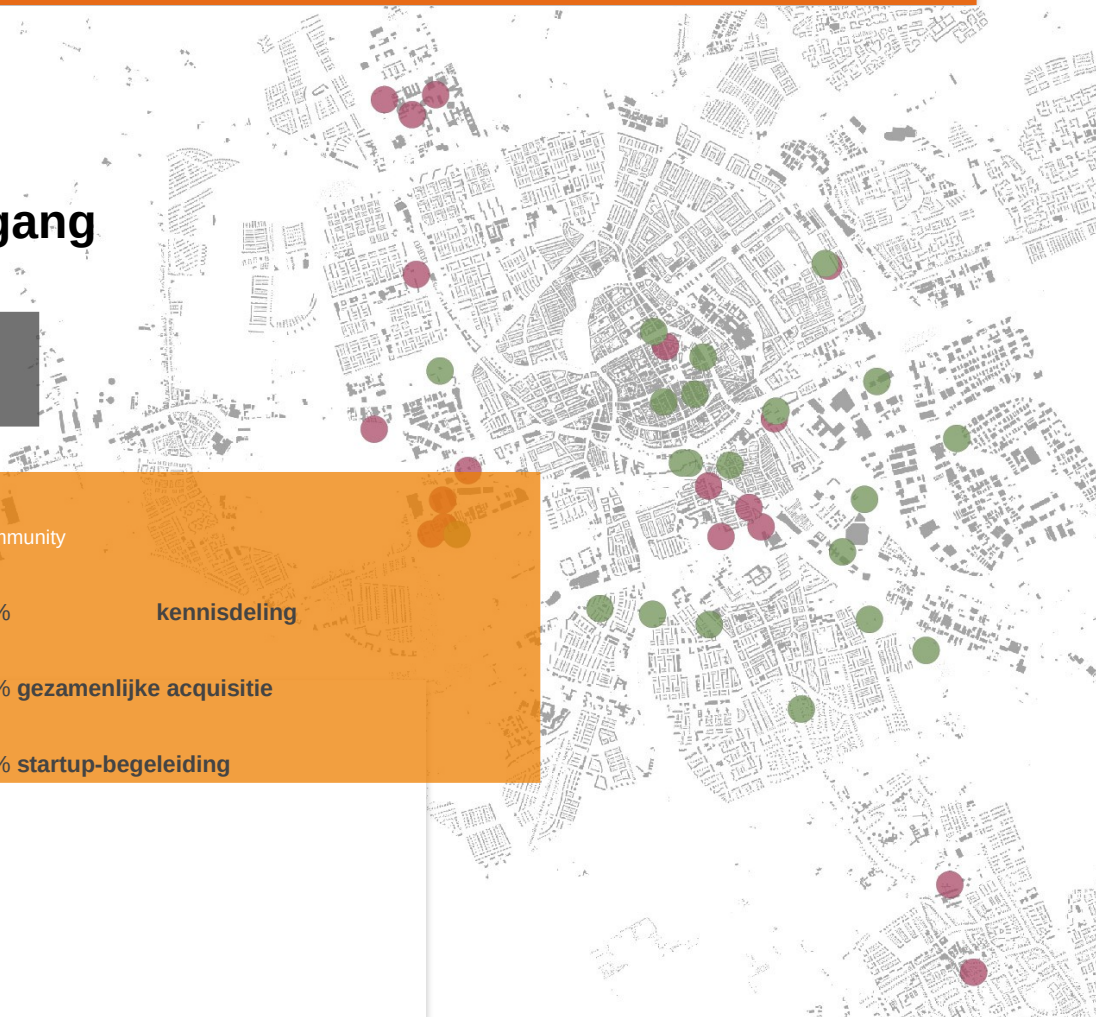 gang
mmunity
% kennisdeling
% gezamenlijke acquisitie
% startup-begeleiding